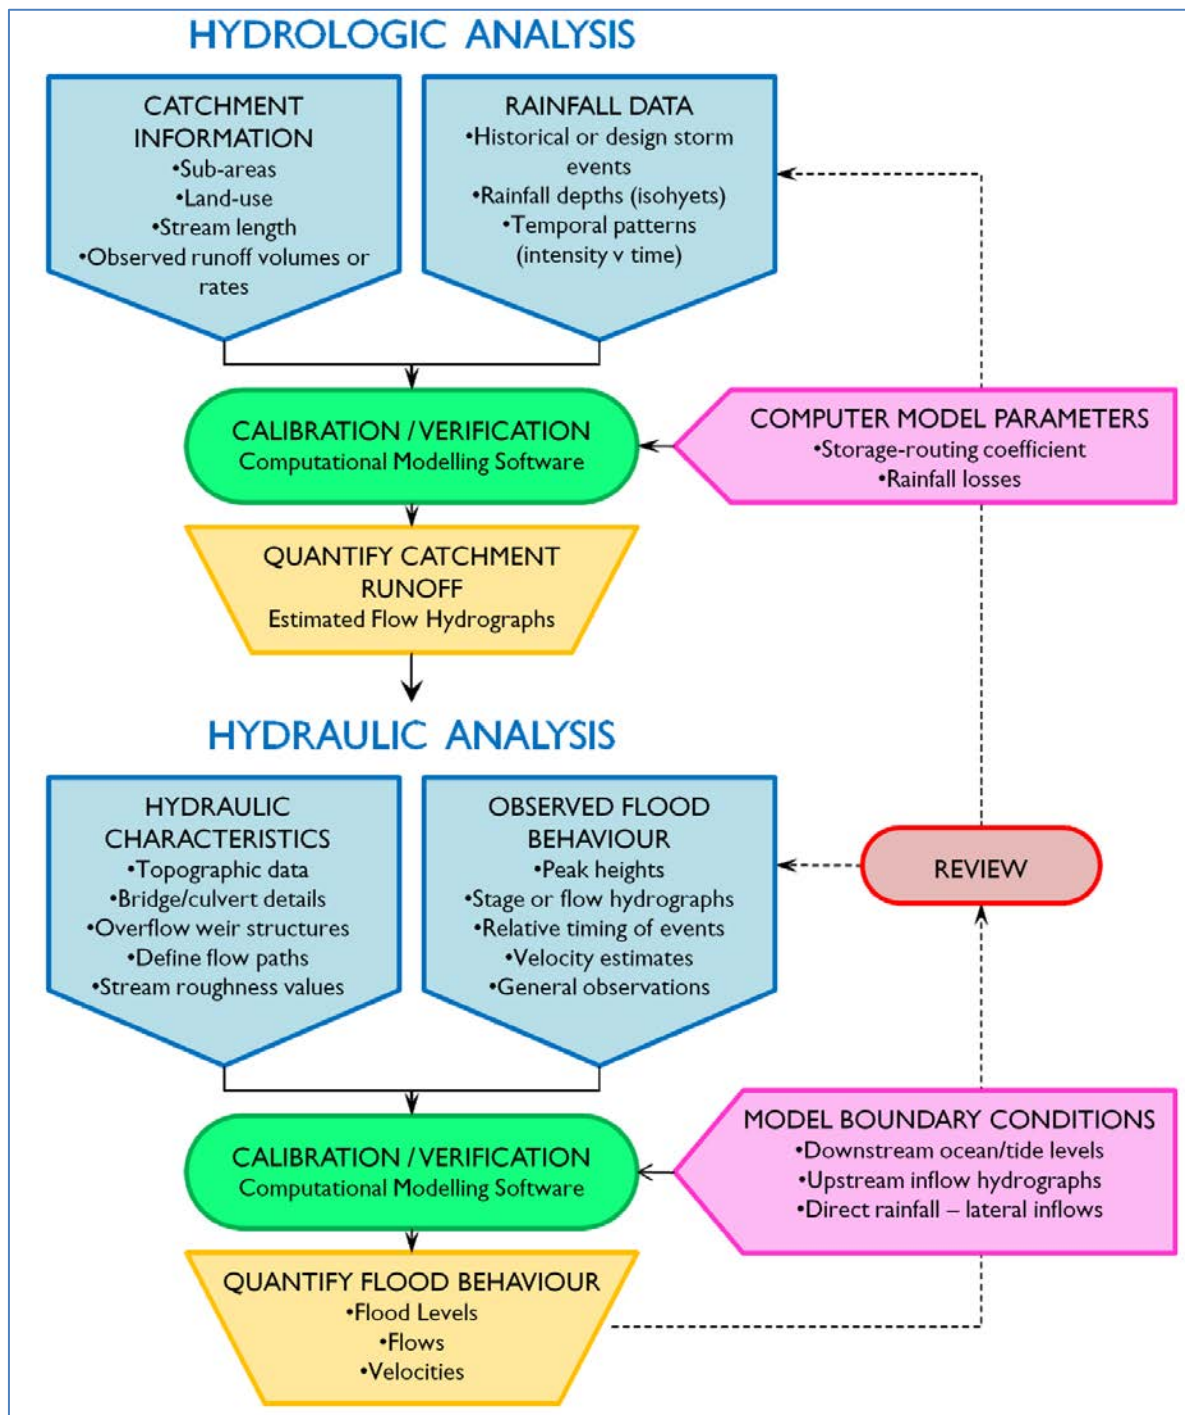 HYDROLOGIC ANALYSIS
CATCHMENT
INFORMATION
•Sub-areas
•Land-use
•Stream length
•Observed runoff volumes or
rates
RAINFALL DATA
•Historical or design storm
events
•Rainfall depths (isohyets)
•Temporal patterns
(intensity v time)
CALIBRATION / VERIFICATION
Computational Modelling Software
COMPUTER MODEL PARAMETERS
•Storage-routing coefficient
•Rainfall losses
QUANTIFY CATCHMENT
RUNOFF
Estimated Flow Hydrographs
HYDRAULIC ANALYSIS
HYDRAULIC
CHARACTERISTICS
•Topographic data
•Bridge/culvert details
•Overflow weir structures
•Define flow paths
•Stream roughness values
OBSERVED FLOOD
BEHAVIOUR
•Peak heights
•Stage or flow hydrographs
•Relative timing of events
•Velocity estimates
•General observations
REVIEW
CALIBRATION / VERIFICATION
Computational Modelling Software
MODEL BOUNDARY CONDITIONS
•Downstream ocean/tide levels
•Upstream inflow hydrographs
•Direct rainfall – lateral inflows
QUANTIFY FLOOD BEHAVIOUR
•Flood Levels
•Flows
•Velocities